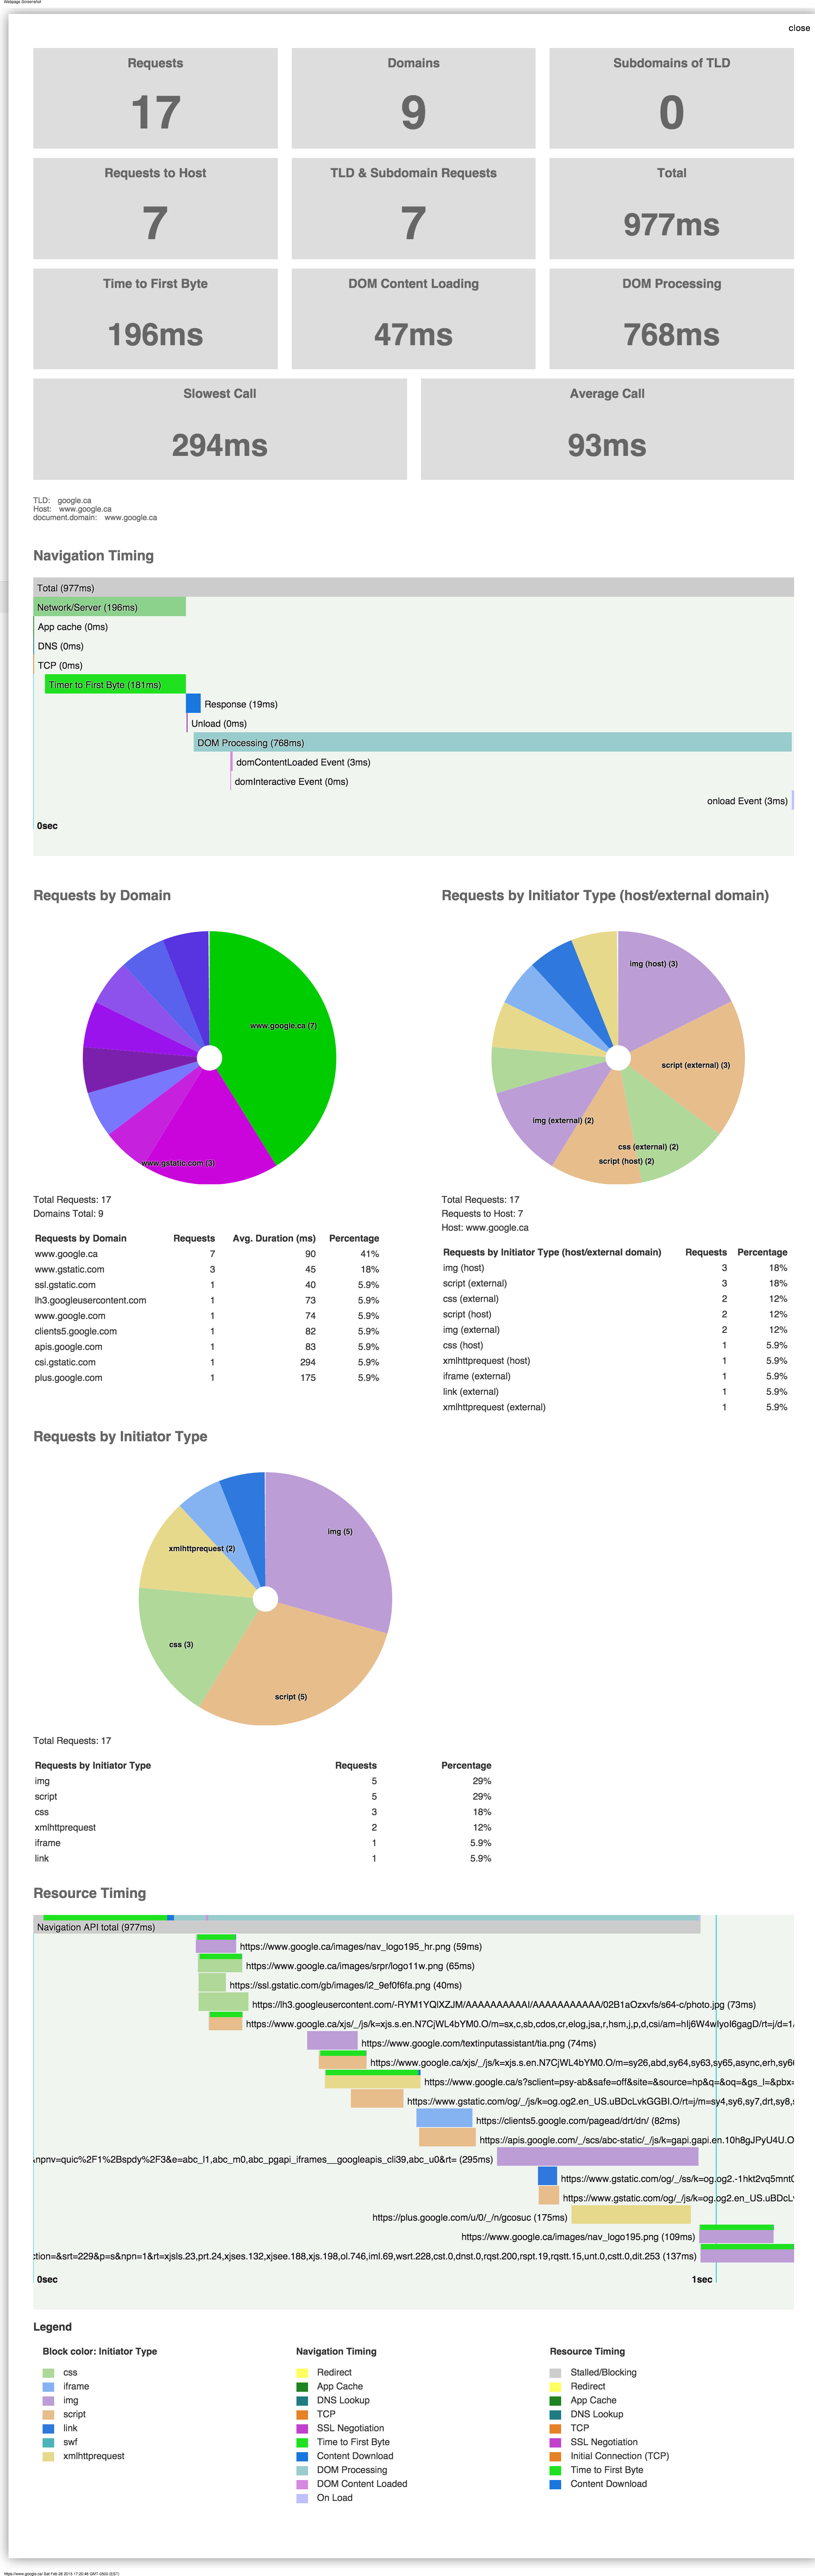 Webpage Screenshot
close
Requests
17
Domains
9
Subdomains of TLD
0
Requests to Host
7
TLD & Subdomain Requests
7
Total
977ms
Time to First Byte
196ms
DOM Content Loading
47ms
DOM Processing
768ms
Slowest Call
294ms
Average Call
93ms
TLD: google.ca
Host: www.google.ca
document.domain: www.google.ca
Navigation Timing
Total (977ms)
Network/Server (196ms)
App cache (0ms)
DNS (0ms)
TCP (0ms)
Timer to First Byte (181ms)
Response (19ms)
Unload (0ms)
DOM Processing (768ms)
domContentLoaded Event (3ms)
domInteractive Event (0ms)
onload Event (3ms)
0sec
Requests by Domain
www.google.ca (7)
www.gstatic.com (3)
Total Requests: 17
Domains Total: 9
Requests by Domain Requests Avg. Duration (ms) Percentage
www.google.ca 7 90 41%
www.gstatic.com 3 45 18%
ssl.gstatic.com 1 40 5.9%
lh3.googleusercontent.com 1 73 5.9%
www.google.com 1 74 5.9%
clients5.google.com 1 82 5.9%
apis.google.com 1 83 5.9%
csi.gstatic.com 1 294 5.9%
plus.google.com 1 175 5.9%
Requests by Initiator Type (host/external domain)
img (host) (3)
script (external) (3)
img (external) (2)
css (external) (2)
script (host) (2)
Total Requests: 17
Requests to Host: 7
Host: www.google.ca
Requests by Initiator Type (host/external domain) Requests Percentage
img (host) 3 18%
script (external) 3 18%
css (external) 2 12%
script (host) 2 12%
img (external) 2 12%
css (host) 1 5.9%
xmlhttprequest (host) 1 5.9%
iframe (external) 1 5.9%
link (external) 1 5.9%
xmlhttprequest (external) 1 5.9%
Requests by Initiator Type
img (5)
xmlhttprequest (2)
css (3)
script (5)
Total Requests: 17
Requests by Initiator Type Requests Percentage
img 5 29%
script 5 29%
css 3 18%
xmlhttprequest 2 12%
iframe 1 5.9%
link 1 5.9%
Resource Timing
Navigation API total (977ms)
https://www.google.ca/images/nav_logo195_hr.png (59ms)
https://www.google.ca/images/srpr/logo11w.png (65ms)
https://ssl.gstatic.com/gb/images/i2_9ef0f6fa.png (40ms)
https://lh3.googleusercontent.com/-RYM1YQIXZJM/AAAAAAAAAAI/AAAAAAAAAAA/02B1aOzxvfs/s64-c/photo.jpg (73ms)
https://www.google.ca/xjs/_/js/k=xjs.s.en.N7CjWL4bYM0.O/m=sx,c,sb,cdos,cr,elog,jsa,r,hsm,j,p,d,csi/am=hIj6W4wIyoI6gagD/rt=j/d=1/
https://www.google.com/textinputassistant/tia.png (74ms)
https://www.google.ca/xjs/_/js/k=xjs.s.en.N7CjWL4bYM0.O/m=sy26,abd,sy64,sy63,sy65,async,erh,sy66
https://www.google.ca/s?sclient=psy-ab&safe=off&site=&source=hp&q=&oq=&gs_l=&pbx=
https://www.gstatic.com/og/_/js/k=og.og2.en_US.uBDcLvkGGBI.O/rt=j/m=sy4,sy6,sy7,drt,sy8,s
https://clients5.google.com/pagead/drt/dn/ (82ms)
https://apis.google.com/_/scs/abc-static/_/js/k=gapi.gapi.en.10h8gJPyU4U.O
npnv=quic%2F1%2Bspdy%2F3&e=abc_l1,abc_m0,abc_pgapi_iframes__googleapis_cli39,abc_u0&rt= (295ms)
https://www.gstatic.com/og/_/ss/k=og.og2.-1hkt2vq5mnt0
https://www.gstatic.com/og/_/js/k=og.og2.en_US.uBDcLv
https://plus.google.com/u/0/_/n/gcosuc (175ms)
https://www.google.ca/images/nav_logo195.png (109ms)
ction=&srt=229&p=s&npn=1&rt=xjsls.23,prt.24,xjses.132,xjsee.188,xjs.198,ol.746,iml.69,wsrt.228,cst.0,dnst.0,rqst.200,rspt.19,rqstt.15,unt.0,cstt.0,dit.253 (137ms)
0sec
1sec
Legend
Block color: Initiator Type
css
iframe
img
script
link
swf
xmlhttprequest
Navigation Timing
Redirect
App Cache
DNS Lookup
TCP
SSL Negotiation
Time to First Byte
Content Download
DOM Processing
DOM Content Loaded
On Load
Resource Timing
Stalled/Blocking
Redirect
App Cache
DNS Lookup
TCP
SSL Negotiation
Initial Connection (TCP)
Time to First Byte
Content Download
https://www.google.ca/ Sat Feb 28 2015 17:20:46 GMT-0500 (EST)